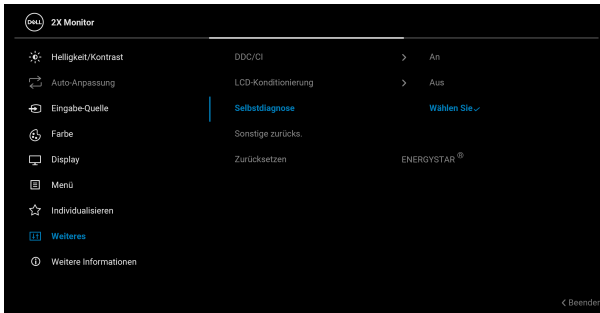 DELL 2X Monitor
Helligkeit/Kontrast DDC/CI An
Auto-Anpassung LCD-Konditionierung Aus
Eingabe-Quelle Selbstdiagnose Wählen Sie
Farbe Sonstige zurücks.
Display Zurücksetzen ENERGYSTAR ®
Menü
Individualisieren
Weiteres
Weitere Informationen
Beenden